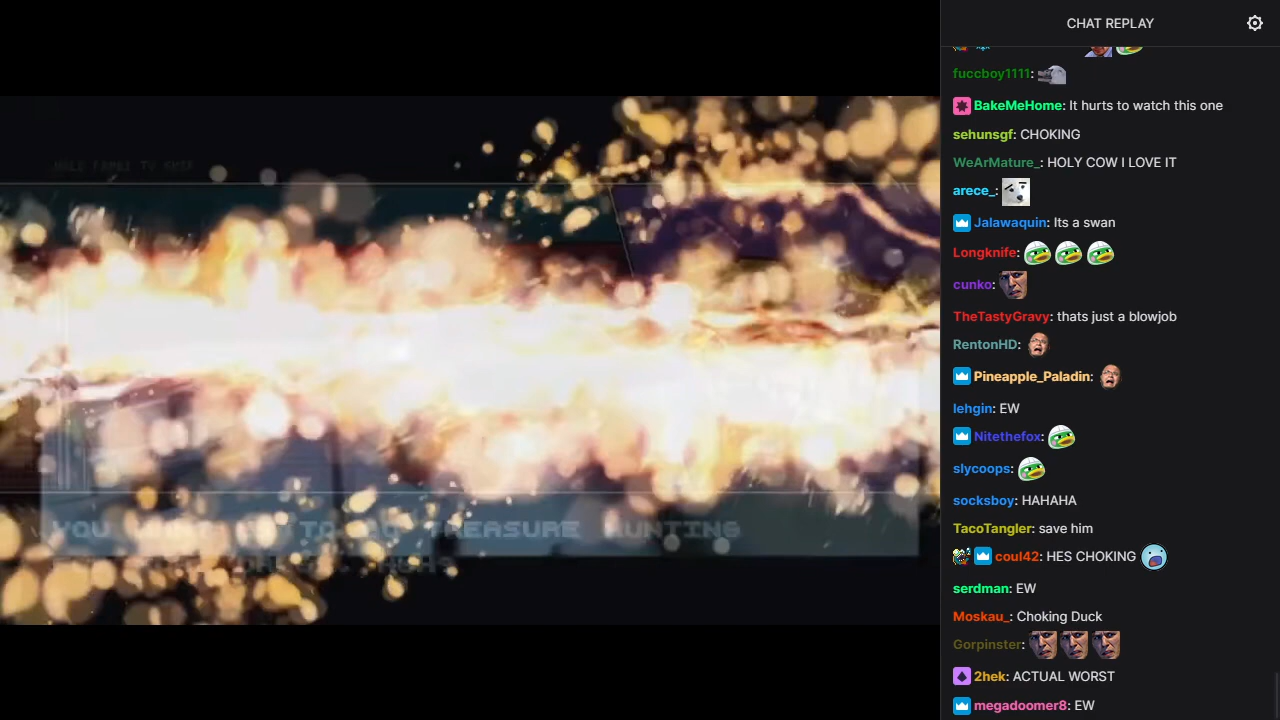 CHAT REPLAY
fuccboy1111:
BakeMeHome: It hurts to watch this one
sehunsgf: CHOKING
WeArMature_: HOLY COW I LOVE IT
arece_:
Jalawaquin: Its a swan
Longknife:
cunko:
TheTastyGravy: thats just a blowjob
RentonHD:
Pineapple_Paladin:
lehgin: EW
Nitethefox:
slycoops:
socksboy: HAHAHA
TacoTangler: save him
coul42: HES CHOKING
serdman: EW
Moskau_: Choking Duck
Gorpinster:
2hek: ACTUAL WORST
megadoomer8: EW
YOU TO TREASURE HUNTING